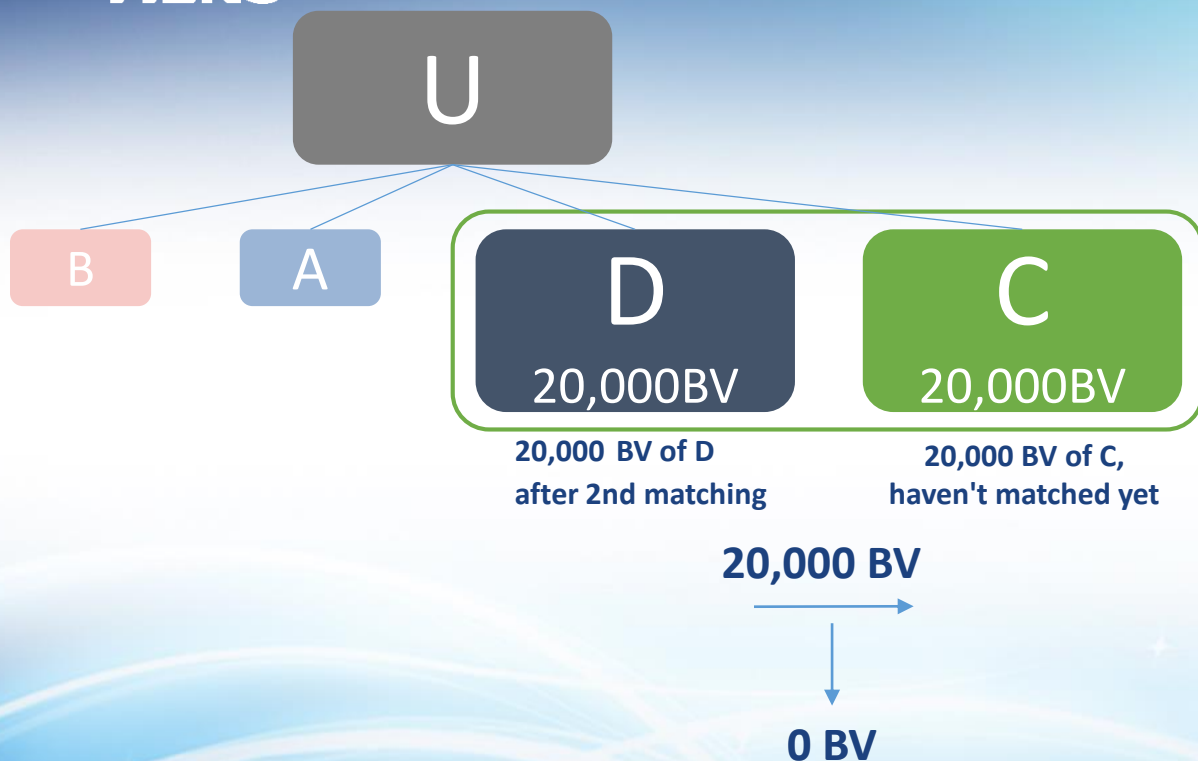 U
B
A
D
C
20,000BV
20,000BV
20,000 BV of D
after 2nd matching
20,000 BV of C,
haven't matched yet
20,000 BV
0 BV